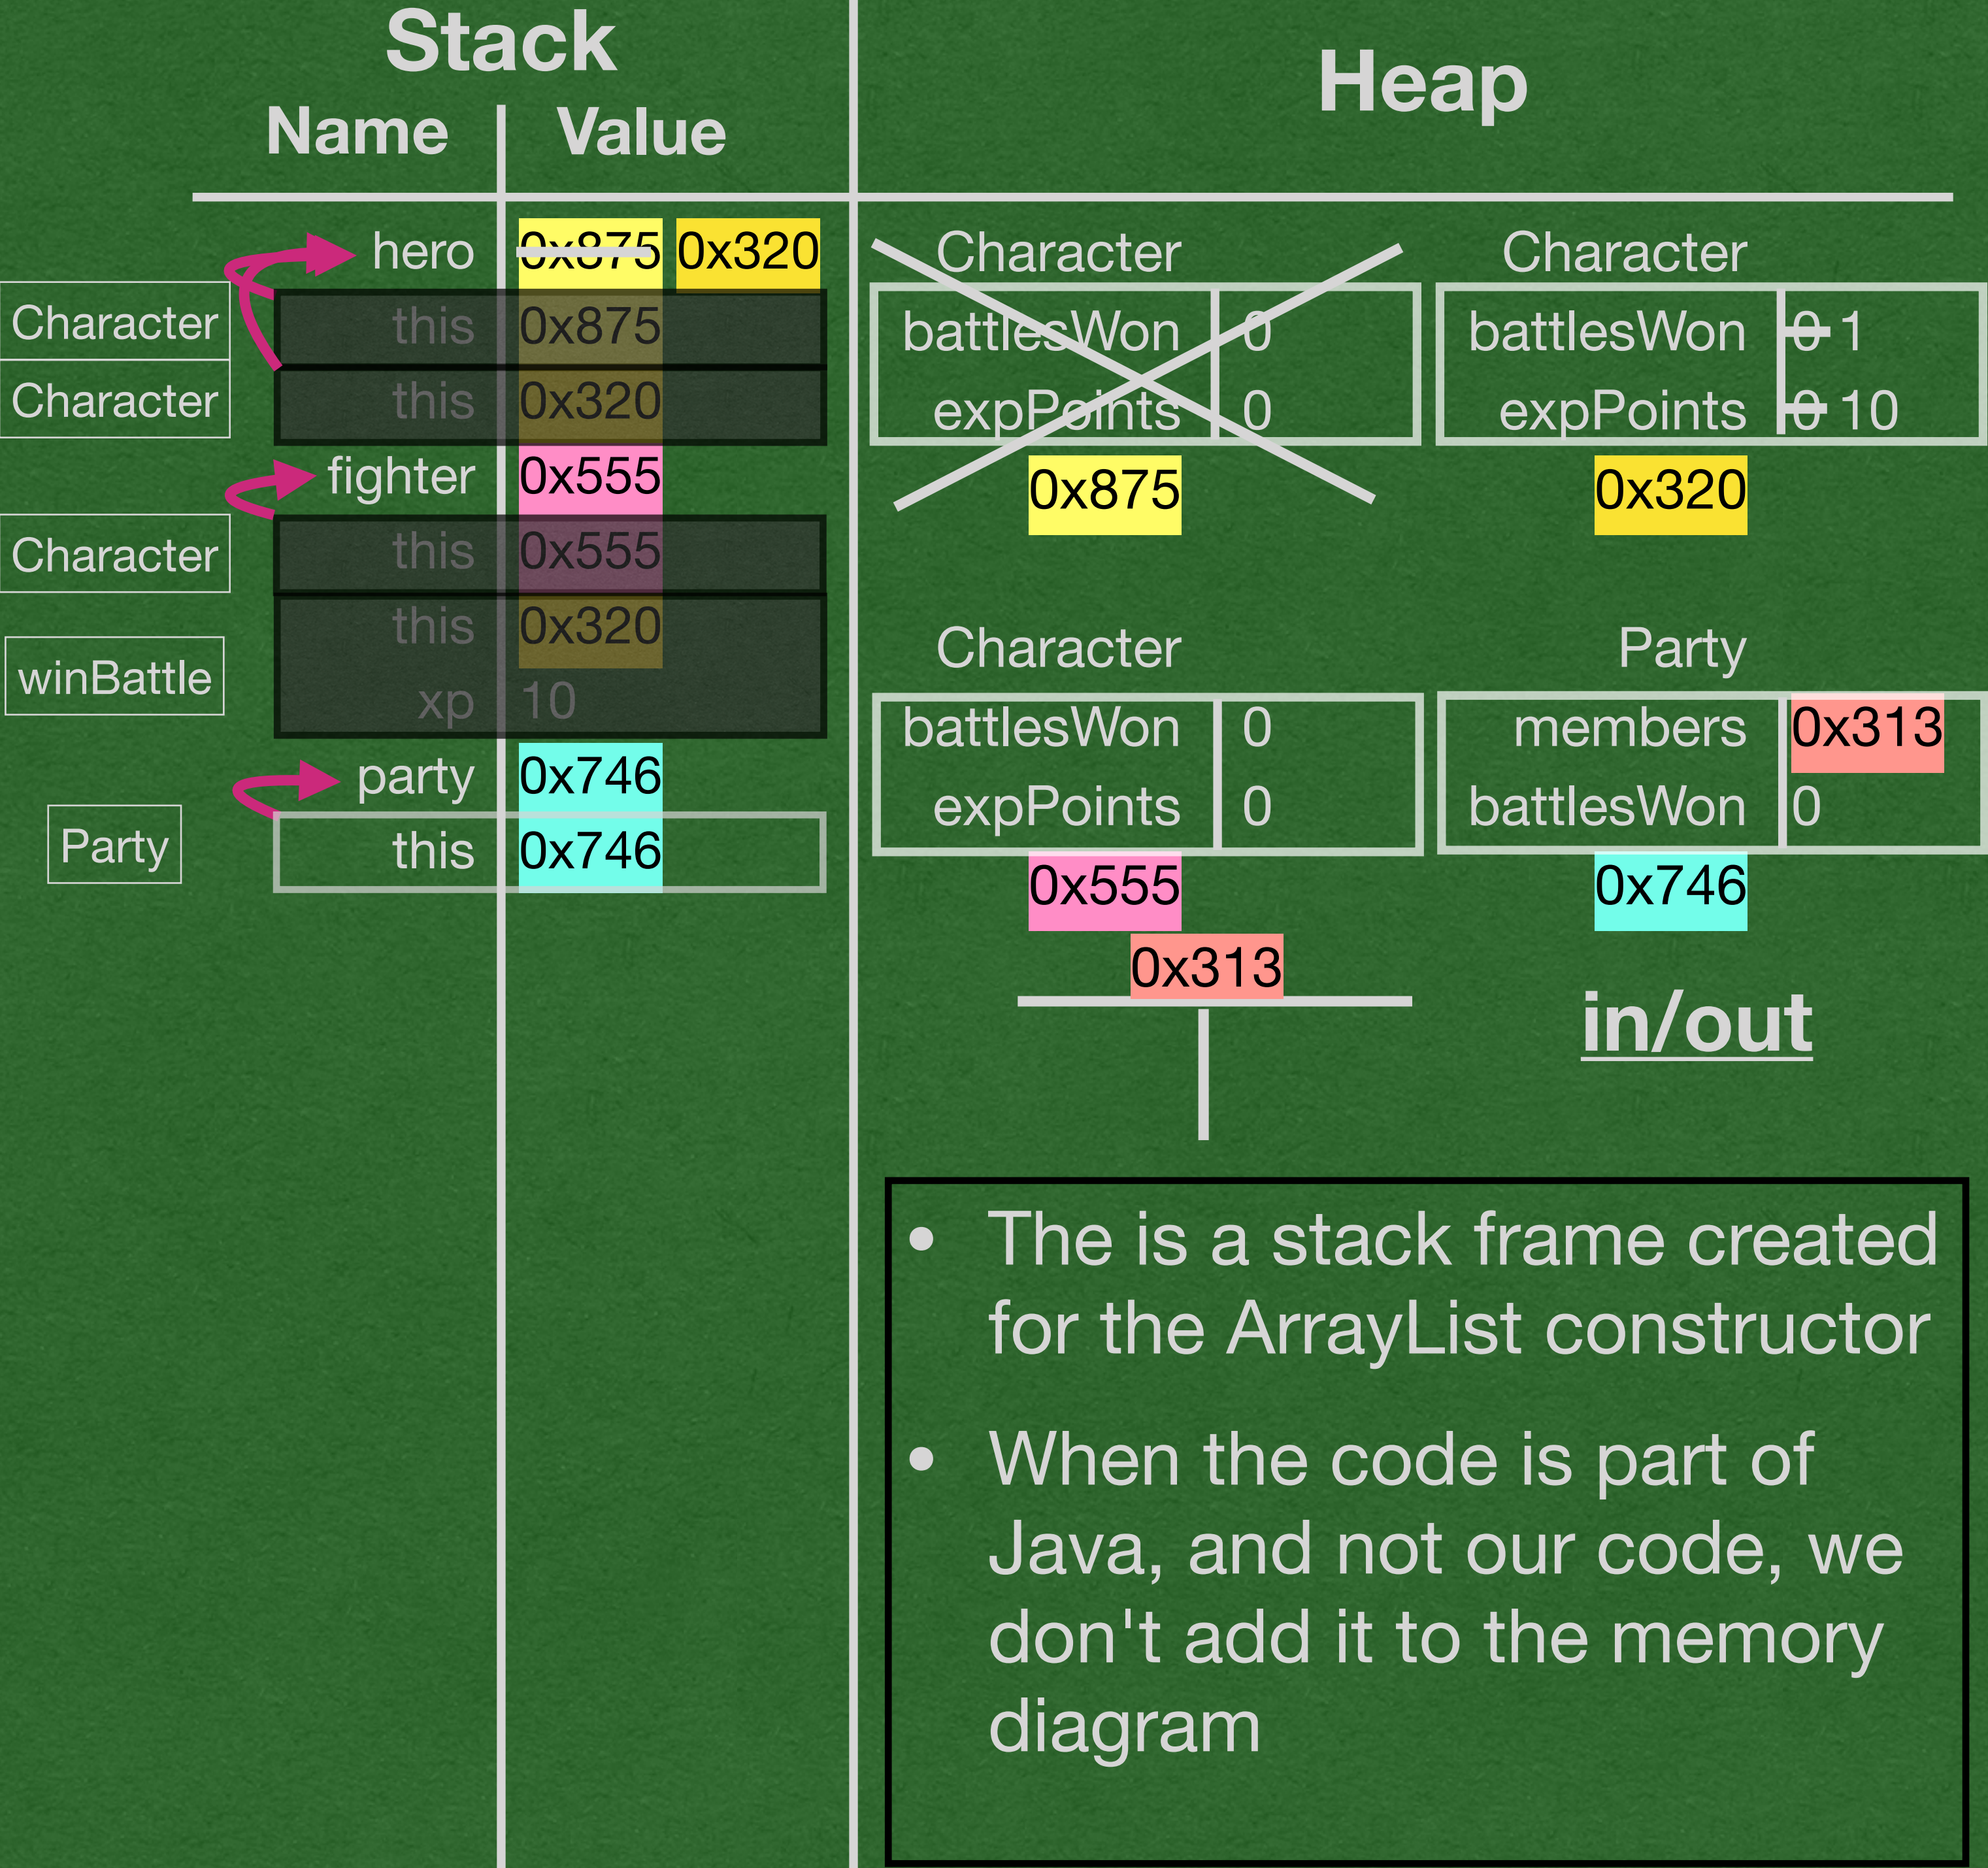 Stack
Heap
Name Value
hero 0x875 0x320
Character this 0x875
Character this 0x320
fighter 0x555
Character this 0x555
this 0x320
winBattle
xp 10
party 0x746
Party this 0x746
Character
battlesWon 0
expPoints 0
0x875
Character
battlesWon 0 1
expPoints 0 10
0x320
Character
battlesWon 0
expPoints 0
0x555
Party
members 0x313
battlesWon 0
0x746
0x313
in/out
• The is a stack frame created
for the ArrayList constructor
• When the code is part of
Java, and not our code, we
don't add it to the memory
diagram